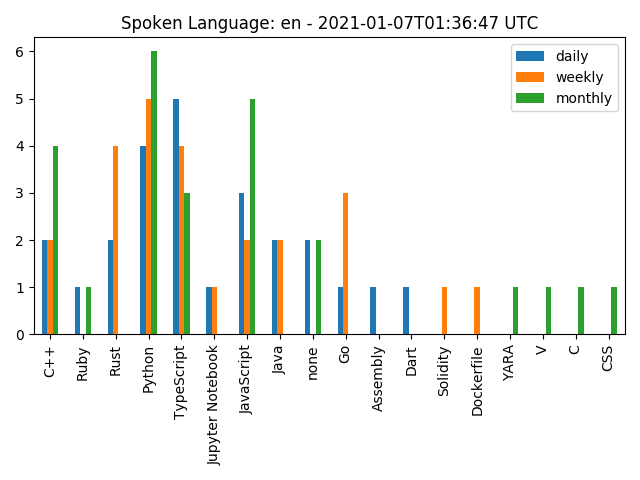 Spoken Language: en - 2021-01-07T01:36:47 UTC
daily
weekly
monthly
6
5
4
3
2
1
0
C++
Ruby
Rust
Python
TypeScript
Jupyter Notebook
JavaScript
Java
none
Go
Assembly
Dart
Solidity
Dockerfile
YARA
V
C
CSS